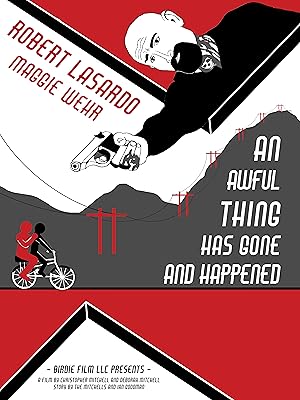 ROBERT LASARDO
MAGGIE WEHR
AN
AWFUL
THING
HAS GONE
AND HAPPENED
- BIRDIE FILM LLC PRESENTS -
A FILM BY CHRISTOPHER MITCHELL AND DEBORAH MITCHELL
STORY BY THE MITCHELLS AND IAN GOODMAN